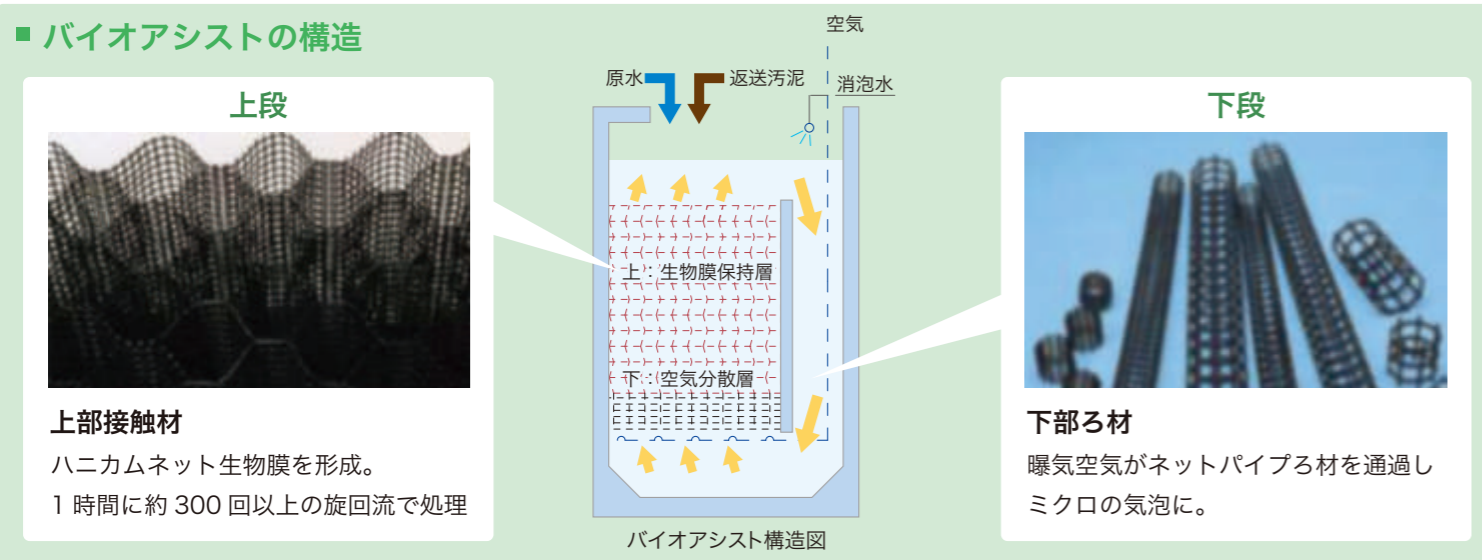 バイオアシストの構造
上段
上部接触材
ハニカムネット生物膜を形成。
1 時間に約 300 回以上の旋回流で処理
空気
原水
返送汚泥
消泡水
上：生物膜保持層
下：空気分散層
バイオアシスト構造図
下段
下部ろ材
曝気空気がネットパイプろ材を通過し
ミクロの気泡に。